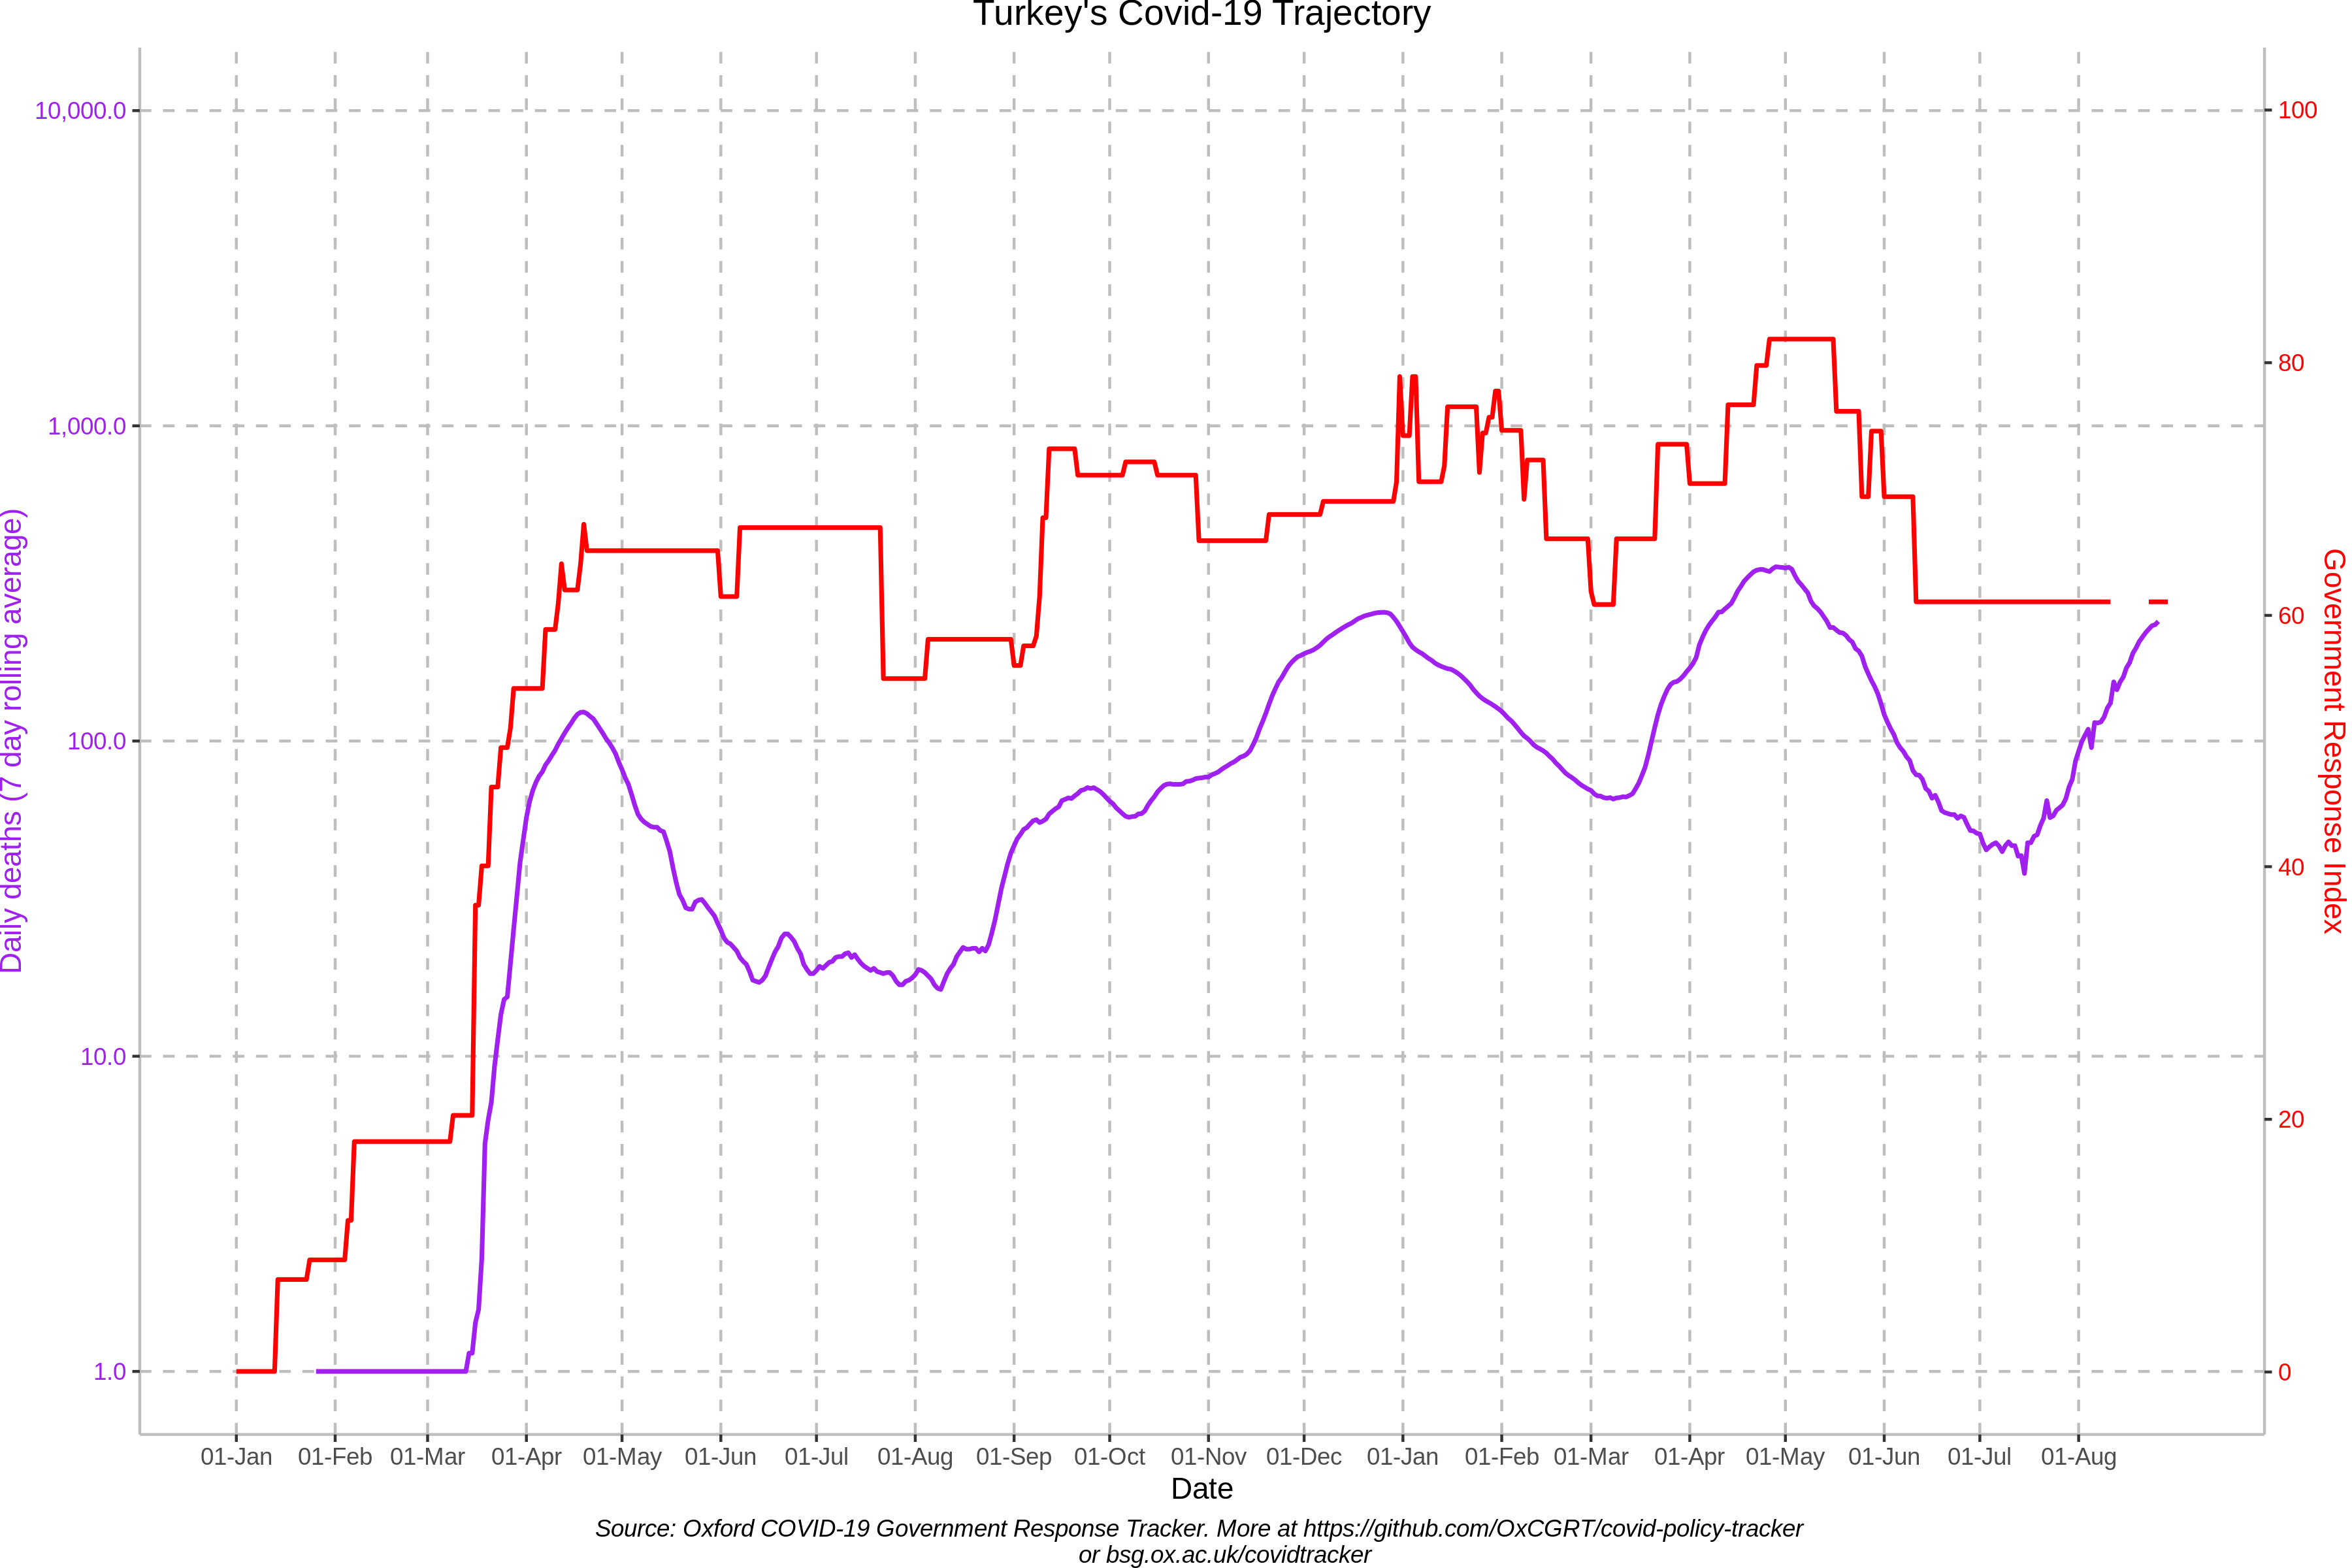 Turkey's Covid-19 Trajectory
Daily deaths (7 day rolling average)
10,000.0
1,000.0
100.0
10.0
1.0
100
80
60
40
20
0
Government Response Index
01-Jan 01-Feb 01-Mar 01-Apr 01-May 01-Jun 01-Jul 01-Aug 01-Sep 01-Oct 01-Nov 01-Dec 01-Jan 01-Feb 01-Mar 01-Apr 01-May 01-Jun 01-Jul 01-Aug
Date
Source: Oxford COVID-19 Government Response Tracker. More at https://github.com/OxCGRT/covid-policy-tracker
or bsg.ox.ac.uk/covidtracker